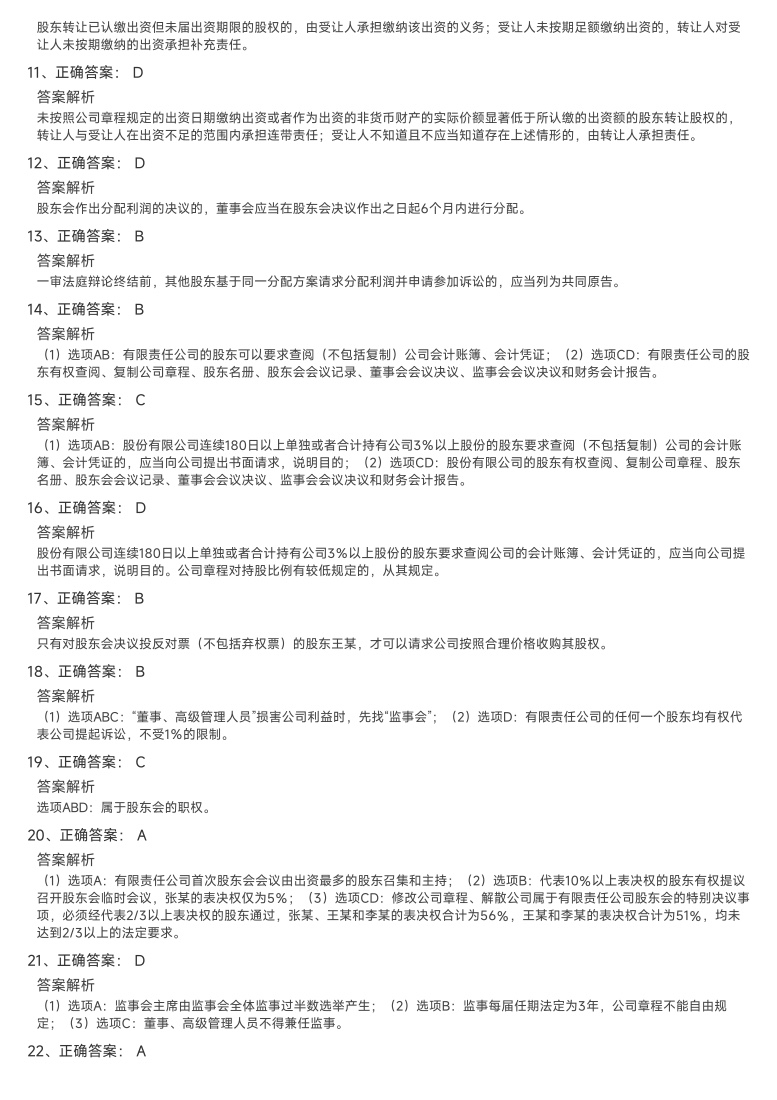 股东转让已认缴出资但未届出资期限的股权的，由受让人承担缴纳该出资的义务；受让人未按期足额缴纳出资的，转让人对受
让人未按期缴纳的出资承担补充责任。
11、正确答案： D
答案解析
未按照公司章程规定的出资日期缴纳出资或者作为出资的非货币财产的实际价额显著低于所认缴的出资额的股东转让股权的，
转让人与受让人在出资不足的范围内承担连带责任；受让人不知道且不应当知道存在上述情形的，由转让人承担责任。
12、正确答案： D
答案解析
股东会作出分配利润的决议的，董事会应当在股东会决议作出之日起6个月内进行分配。
13、正确答案： B
答案解析
一审法庭辩论终结前，其他股东基于同一分配方案请求分配利润并申请参加诉讼的，应当列为共同原告。
14、正确答案： B
答案解析
（1）选项AB：有限责任公司的股东可以要求查阅（不包括复制）公司会计账簿、会计凭证；（2）选项CD：有限责任公司的股
东有权查阅、复制公司章程、股东名册、股东会会议记录、董事会会议决议、监事会会议决议和财务会计报告。
15、正确答案： C
答案解析
（1）选项AB：股份有限公司连续180日以上单独或者合计持有公司3%以上股份的股东要求查阅（不包括复制）公司的会计账
簿、会计凭证的，应当向公司提出书面请求，说明目的；（2）选项CD：股份有限公司的股东有权查阅、复制公司章程、股东
名册、股东会会议记录、董事会会议决议、监事会会议决议和财务会计报告。
16、正确答案： D
答案解析
股份有限公司连续180日以上单独或者合计持有公司3%以上股份的股东要求查阅公司的会计账簿、会计凭证的，应当向公司提
出书面请求，说明目的。公司章程对持股比例有较低规定的，从其规定。
17、正确答案： B
答案解析
只有对股东会决议投反对票（不包括弃权票）的股东王某，才可以请求公司按照合理价格收购其股权。
18、正确答案： B
答案解析
（1）选项ABC：“董事、高级管理人员”损害公司利益时，先找“监事会”；（2）选项D：有限责任公司的任何一个股东均有权代
表公司提起诉讼，不受1%的限制。
19、正确答案： C
答案解析
选项ABD：属于股东会的职权。
20、正确答案： A
答案解析
（1）选项A：有限责任公司首次股东会会议由出资最多的股东召集和主持；（2）选项B：代表10%以上表决权的股东有权提议
召开股东会临时会议，张某的表决权仅为5%；（3）选项CD：修改公司章程、解散公司属于有限责任公司股东会的特别决议事
项，必须经代表2/3以上表决权的股东通过，张某、王某和李某的表决权合计为56%，王某和李某的表决权合计为51%，均未
达到2/3以上的法定要求。
21、正确答案： D
答案解析
（1）选项A：监事会主席由监事会全体监事过半数选举产生；（2）选项B：监事每届任期法定为3年，公司章程不能自由规
定；（3）选项C：董事、高级管理人员不得兼任监事。
22、正确答案： A